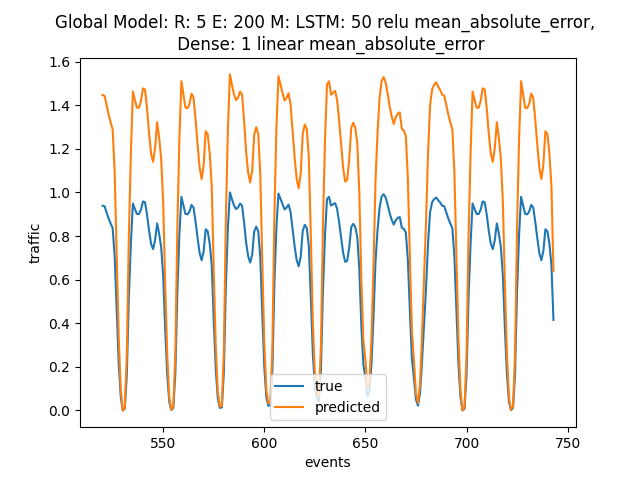 Global Model: R: 5 E: 200 M: LSTM: 50 relu mean_absolute_error,
Dense: 1 linear mean_absolute_error
1.6
1.4
1.2
1.0
0.8
0.6
0.4
0.2
0.0
traffic
true
predicted
550
600
650
700
750
events